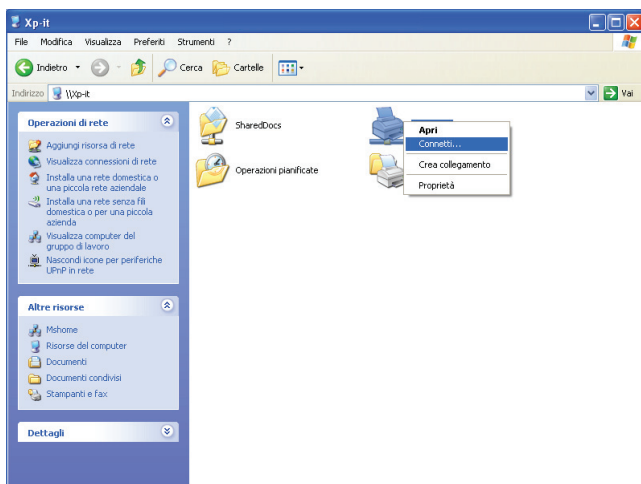 Xp-it
File Modifica Visualizza Preferiti Strumenti ?
Indietro Cerca Cartelle
Indirizzo \\Xp-it Vai
Operazioni di rete
Aggiungi risorsa di rete
Visualizza connessioni di rete
Installa una rete domestica o
una piccola rete aziendale
Installa una rete senza fili
domestica o per una piccola
azienda
Visualizza computer del
gruppo di lavoro
Nascondi icone per periferiche
UPnP in rete
Altre risorse
Mshome
Risorse del computer
Documenti
Documenti condivisi
Stampanti e fax
Dettagli
SharedDocs
Operazioni pianificate
Apri
Connetti...
Crea collegamento
Proprietà